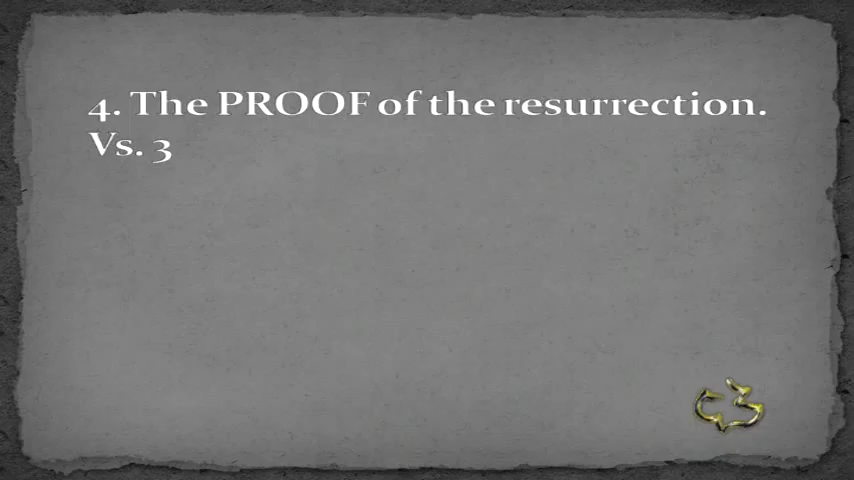 4. The PROOF of the resurrection.
Vs. 3